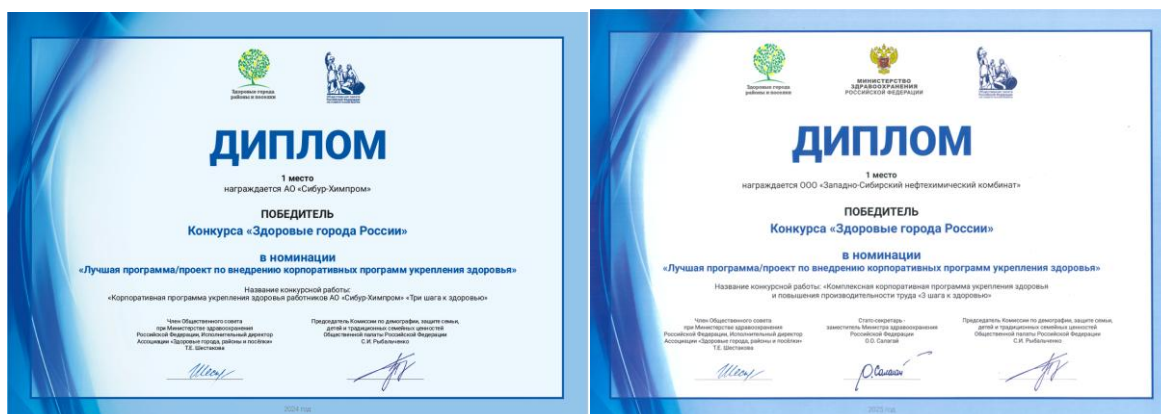 Здоровые города
районы и поселки
ДИПЛОМ
1 место
награждается АО «Сибур-Химпром»
ПОБЕДИТЕЛЬ
Конкурса «Здоровые города России»
в номинации
«Лучшая программа/проект по внедрению корпоративных программ укрепления здоровья»
Название конкурсной работы:
«Корпоративная программа укрепления здоровья работников АО «Сибур-Химпром» «Три шага к здоровью»
Член Общественного совета
при Министерстве здравоохранения
Российской Федерации, Исполнительный директор
Ассоциации «Здоровые города, районы и посёлки»
Т.Е. Шестакова
Председатель Комиссии по демографии, защите семьи,
детей и традиционных семейных ценностей
Общественной палаты Российской Федерации
С.И. Рыбальченко
2024 год
Здоровые города
районы и поселки
МИНИСТЕРСТВО
ЗДРАВООХРАНЕНИЯ
РОССИЙСКОЙ ФЕДЕРАЦИИ
ДИПЛОМ
1 место
награждается ООО «Западно-Сибирский нефтехимический комбинат»
ПОБЕДИТЕЛЬ
Конкурса «Здоровые города России»
в номинации
«Лучшая программа/проект по внедрению корпоративных программ укрепления здоровья»
Название конкурсной работы: «Комплексная корпоративная программа укрепления здоровья
и повышения производительности труда «3 шага к здоровью»
Член Общественного совета
при Министерстве здравоохранения
Российской Федерации, Исполнительный директор
Ассоциации «Здоровые города, районы и посёлки»
Т.Е. Шестакова
Статс-секретарь -
заместитель Министра здравоохранения
Российской Федерации
О.О. Салагай
Председатель Комиссии по демографии, защите семьи,
детей и традиционных семейных ценностей
Общественной палаты Российской Федерации
С.И. Рыбальченко
2023 год